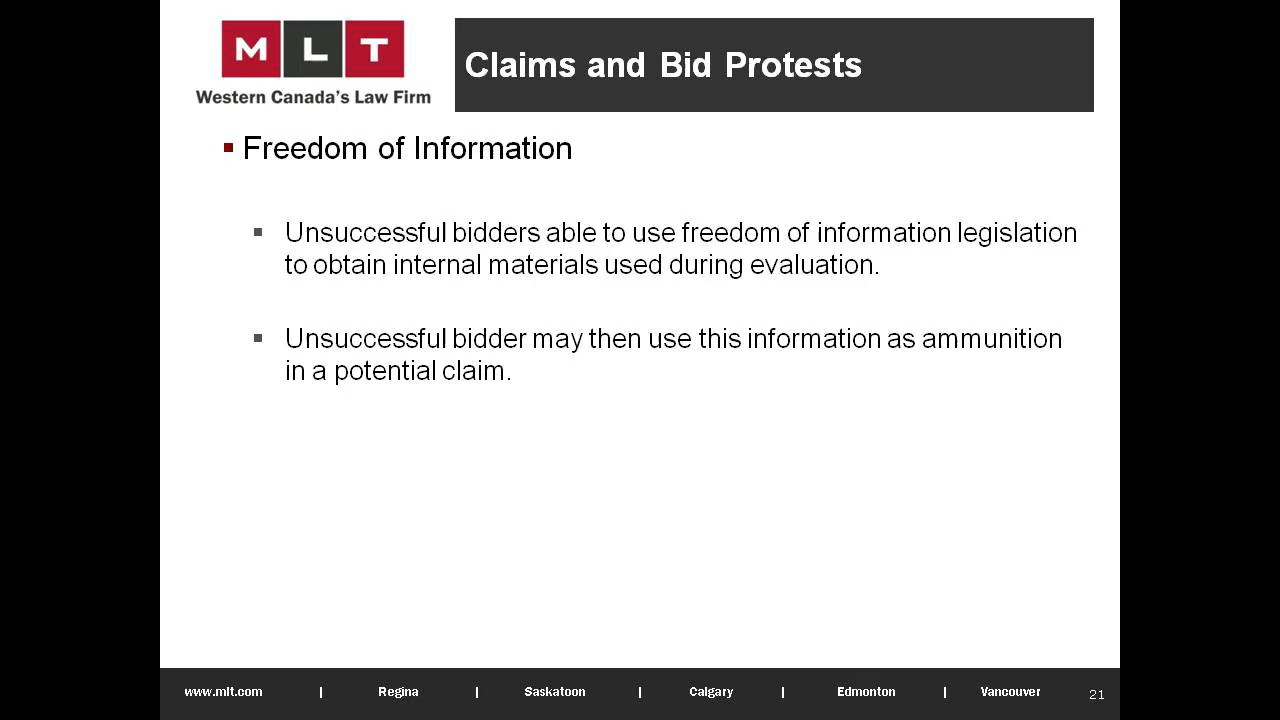 M L T
Western Canada's Law Firm
Claims and Bid Protests
Freedom of Information
Unsuccessful bidders able to use freedom of information legislation
to obtain internal materials used during evaluation.
Unsuccessful bidder may then use this information as ammunition
in a potential claim.
www.mlt.com | Regina | Saskatoon | Calgary | Edmonton | Vancouver 21